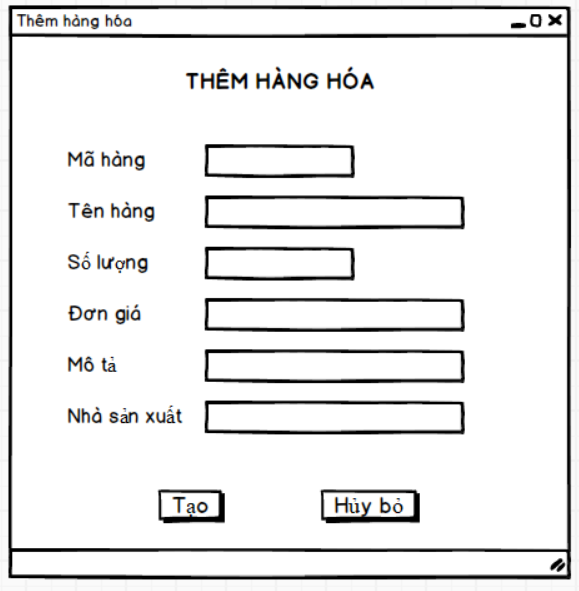 Thêm hàng hóa
THÊM HÀNG HÓA
Mã hàng
Tên hàng
Số lượng
Đơn giá
Mô tả
Nhà sản xuất
Tạo
Hủy bỏ